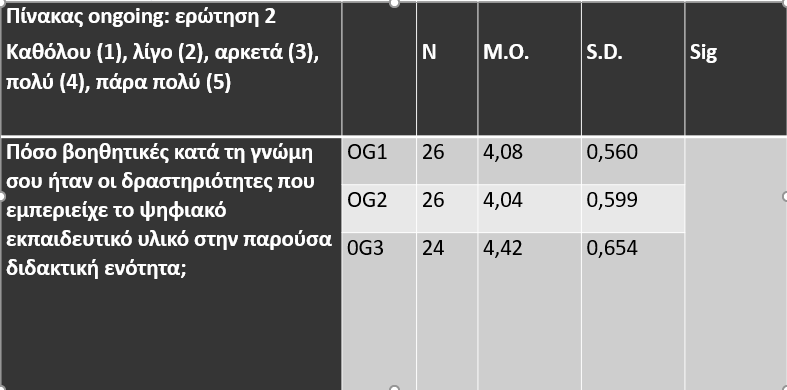 Πίνακας ongoing: ερώτηση 2
Καθόλου (1), λίγο (2), αρκετά (3),
πολύ (4), πάρα πολύ (5)
N M.O. S.D. Sig
Πόσο βοηθητικές κατά τη γνώμη
σου ήταν οι δραστηριότητες που
εμπεριείχε το ψηφιακό
εκπαιδευτικό υλικό στην παρούσα
διδακτική ενότητα;
OG1 26 4,08 0,560
OG2 26 4,04 0,599
0G3 24 4,42 0,654